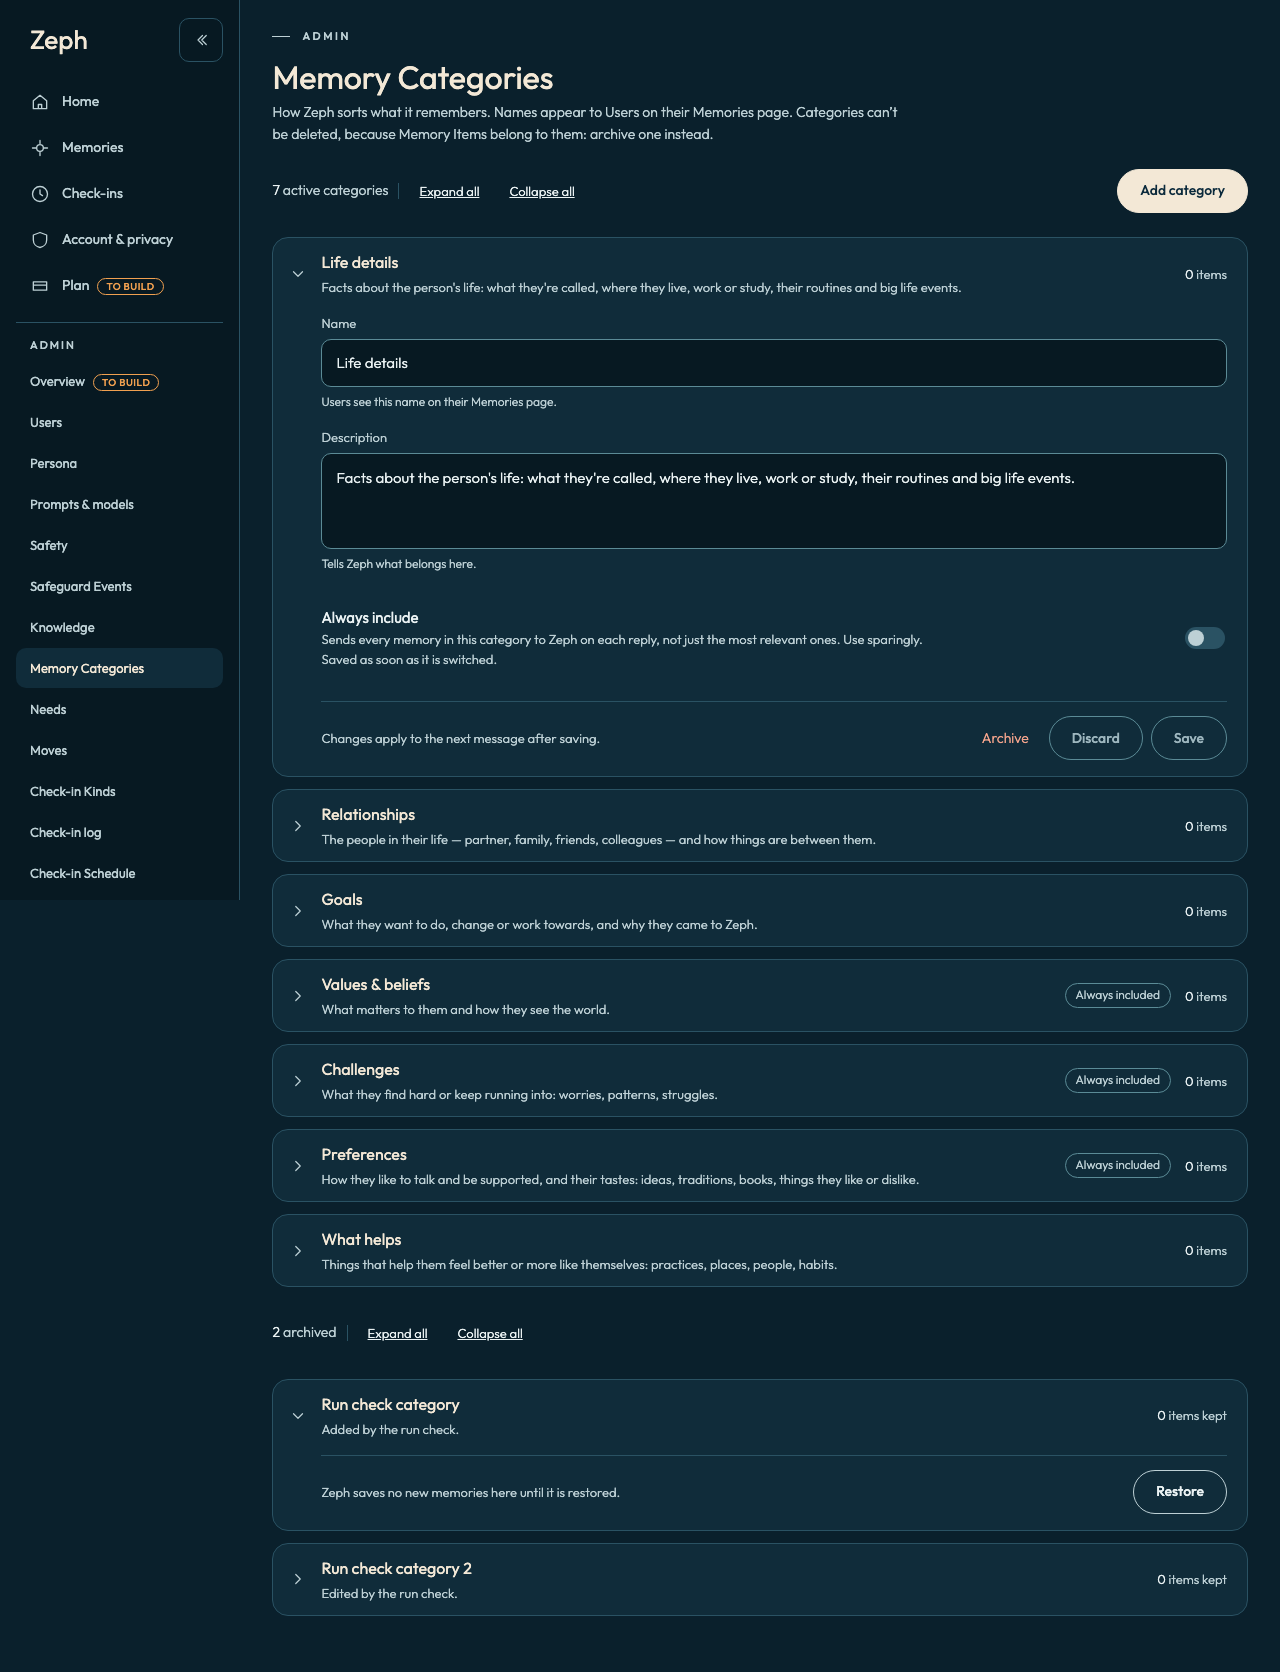 Zeph
Home
Memories
Check-ins
Account & privacy
Plan TO BUILD
ADMIN
Overview TO BUILD
Users
Persona
Prompts & models
Safety
Safeguard Events
Knowledge
Memory Categories
Needs
Moves
Check-in Kinds
Check-in log
Check-in Schedule
ADMIN
Memory Categories
How Zeph sorts what it remembers. Names appear to Users on their Memories page. Categories can't
be deleted, because Memory Items belong to them: archive one instead.
7 active categories Expand all Collapse all Add category
Life details
Facts about the person's life: what they're called, where they live, work or study, their routines and big life events.
0 items
Name
Life details
Users see this name on their Memories page.
Description
Facts about the person's life: what they're called, where they live, work or study, their routines and big life events.
Tells Zeph what belongs here.
Always include
Sends every memory in this category to Zeph on each reply, not just the most relevant ones. Use sparingly.
Saved as soon as it is switched.
Changes apply to the next message after saving. Archive Discard Save
Relationships
The people in their life — partner, family, friends, colleagues — and how things are between them.
0 items
Goals
What they want to do, change or work towards, and why they came to Zeph.
0 items
Values & beliefs
What matters to them and how they see the world.
Always included 0 items
Challenges
What they find hard or keep running into: worries, patterns, struggles.
Always included 0 items
Preferences
How they like to talk and be supported, and their tastes: ideas, traditions, books, things they like or dislike.
Always included 0 items
What helps
Things that help them feel better or more like themselves: practices, places, people, habits.
0 items
2 archived Expand all Collapse all
Run check category
Added by the run check.
0 items kept
Zeph saves no new memories here until it is restored. Restore
Run check category 2
Edited by the run check.
0 items kept